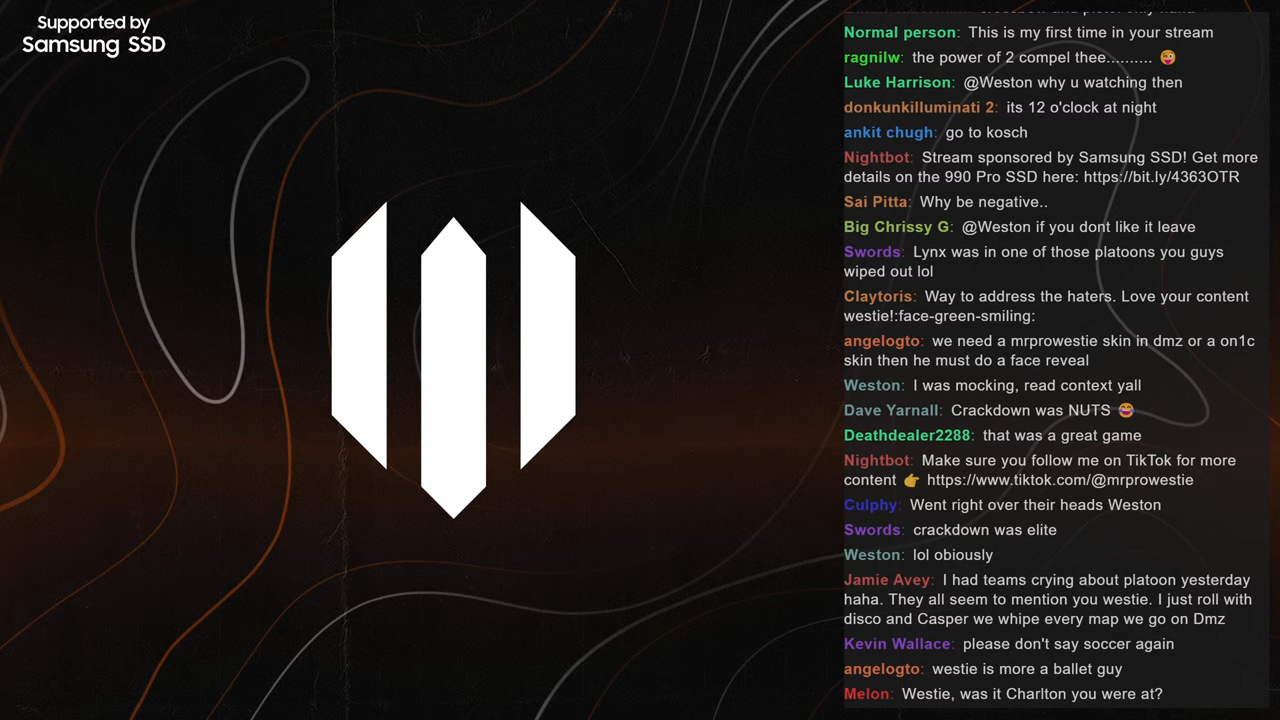 Supported by
Samsung SSD
Normal person: This is my first time in your stream
ragnilw: the power of 2 compel thee.......... 😜
Luke Harrison: @Weston why u watching then
donkunkilluminati 2: its 12 o'clock at night
ankit chugh: go to kosch
Nightbot: Stream sponsored by Samsung SSD! Get more
details on the 990 Pro SSD here: https://bit.ly/4363OTR
Sai Pitta: Why be negative..
Big Chrissy G: @Weston if you dont like it leave
Swords: Lynx was in one of those platoons you guys
wiped out lol
Claytoris: Way to address the haters. Love your content
westie!:face-green-smiling:
angelogto: we need a mrprowestie skin in dmz or a on1c
skin then he must do a face reveal
Weston: I was mocking, read context yall
Dave Yarnall: Crackdown was NUTS 😂
Deathdealer2288: that was a great game
Nightbot: Make sure you follow me on TikTok for more
content 👉 https://www.tiktok.com/@mrprowestie
Culphy: Went right over their heads Weston
Swords: crackdown was elite
Weston: lol obiously
Jamie Avey: I had teams crying about platoon yesterday
haha. They all seem to mention you westie. I just roll with
disco and Casper we whipe every map we go on Dmz
Kevin Wallace: please don't say soccer again
angelogto: westie is more a ballet guy
Melon: Westie, was it Charlton you were at?